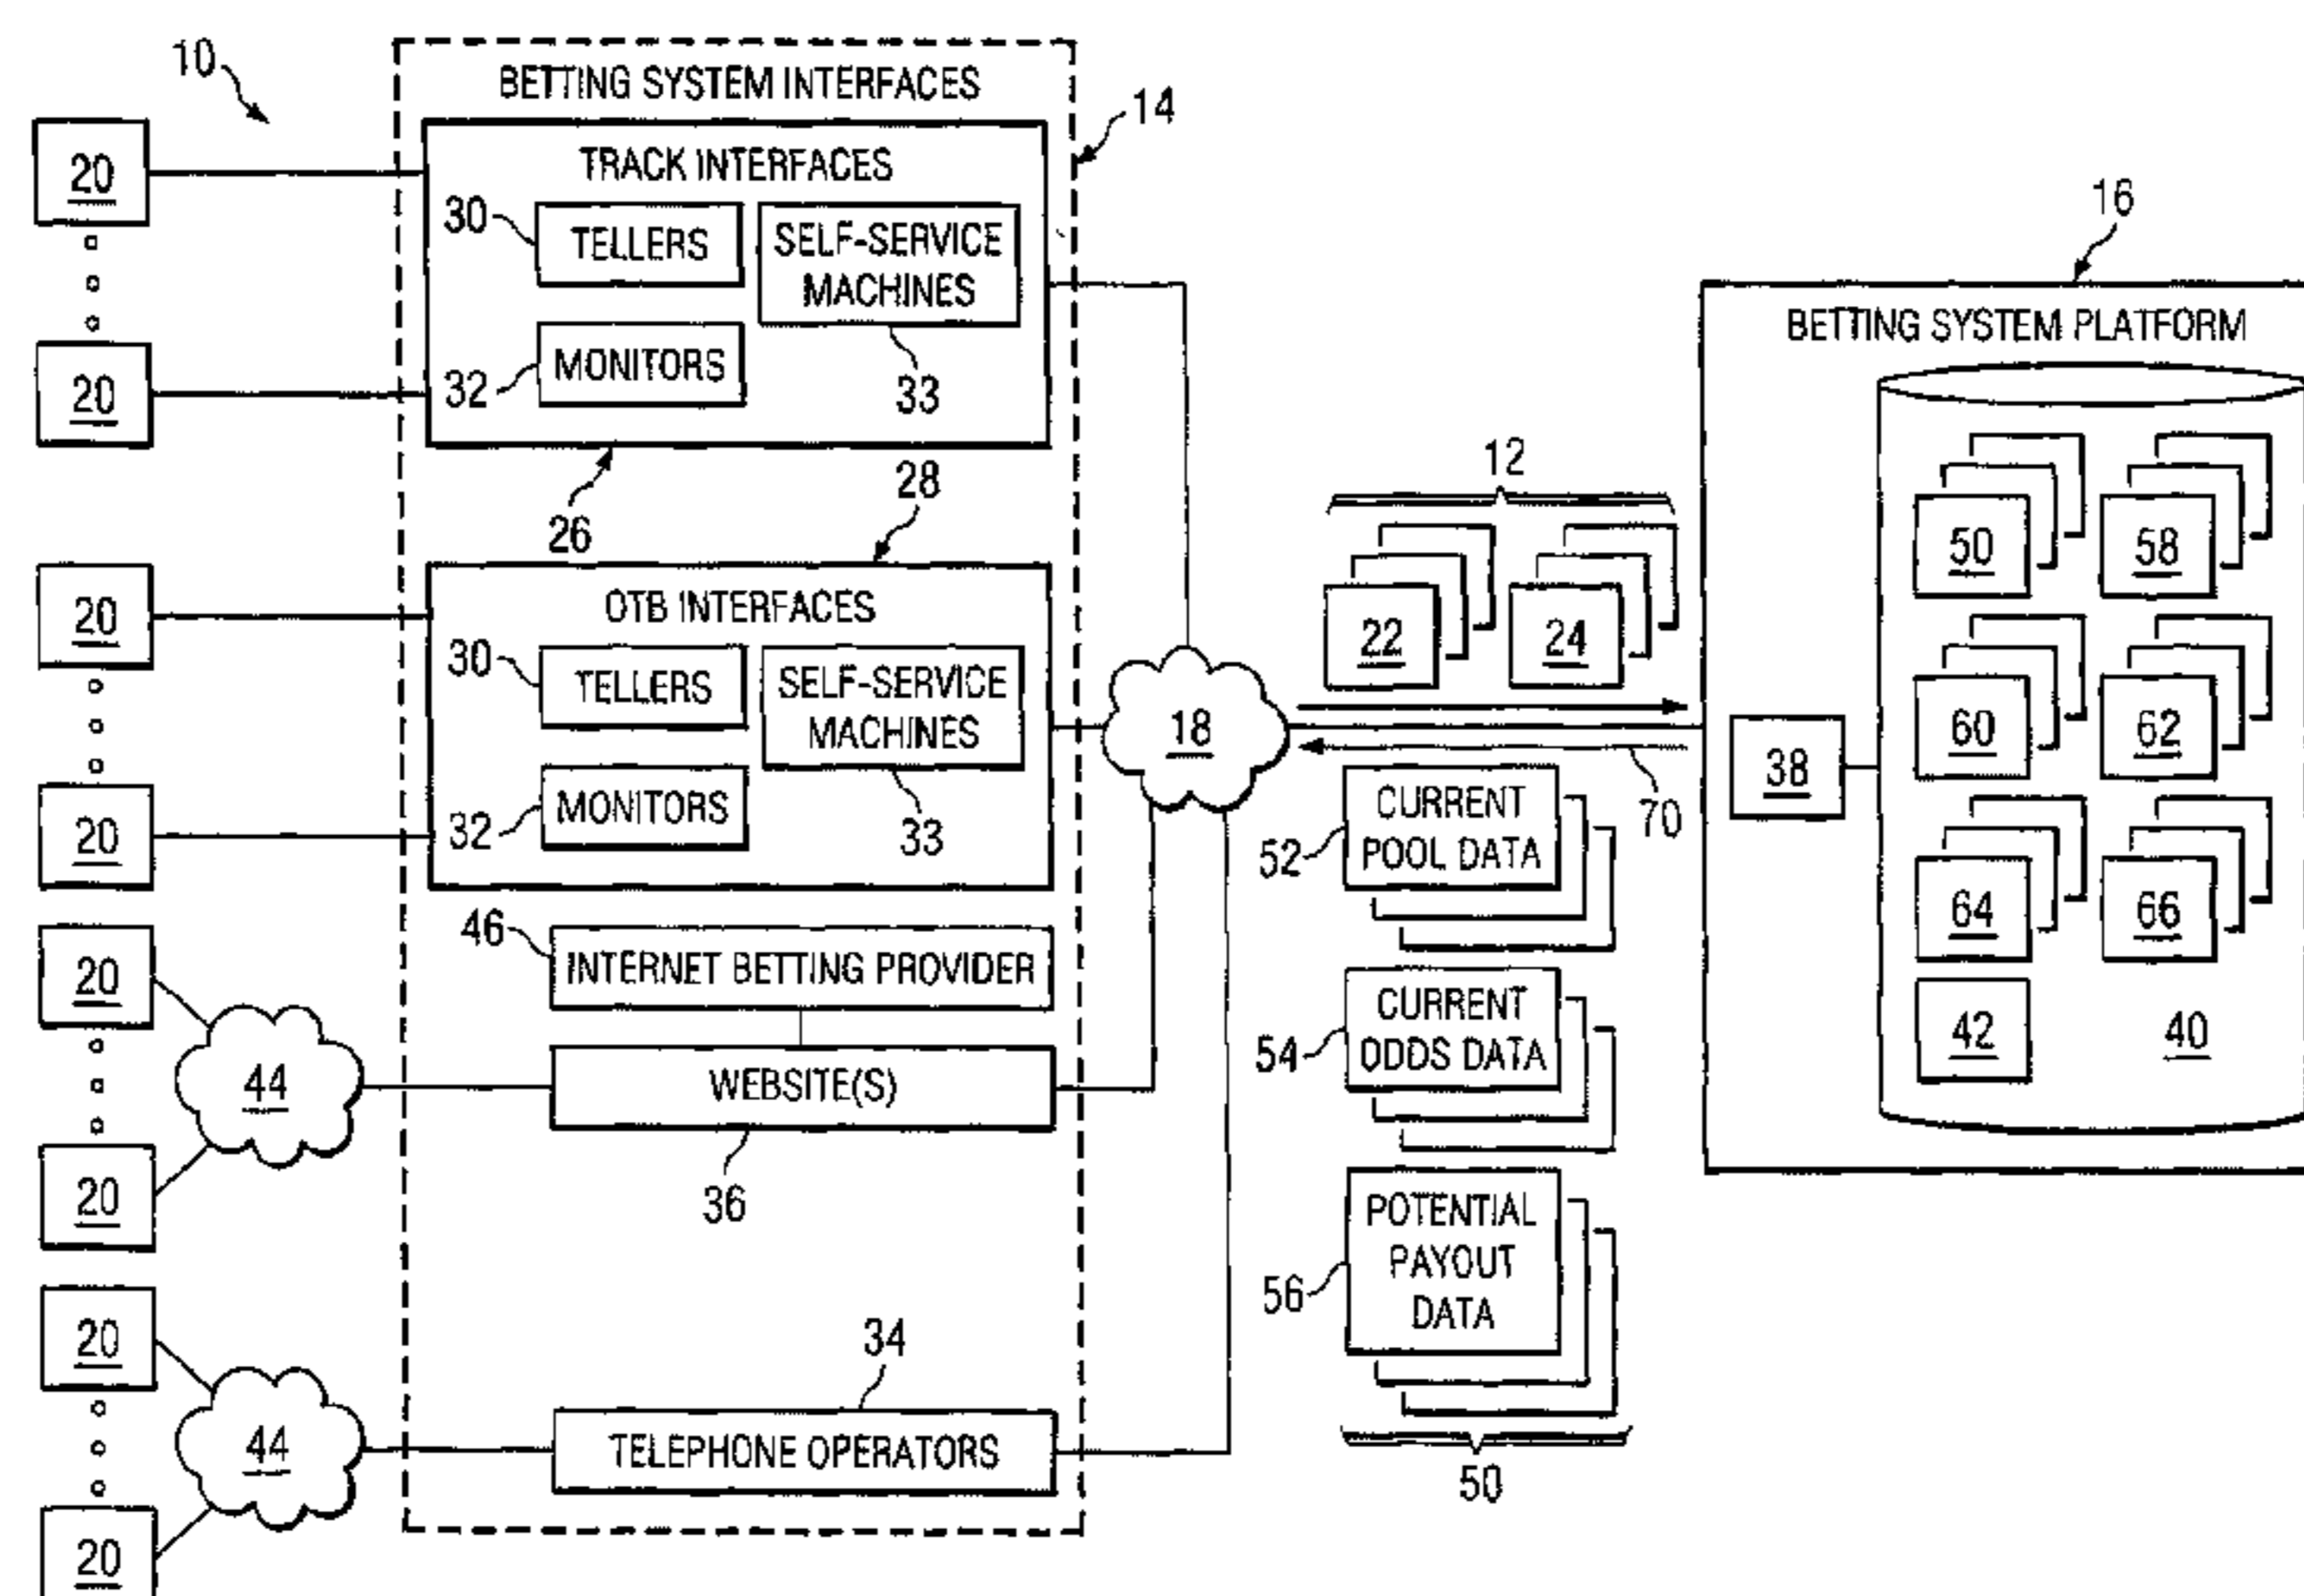 10
BETTING SYSTEM INTERFACES
14
20
TRACK INTERFACES
30
TELLERS
SELF-SERVICE
MACHINES
32
MONITORS
33
20
26
28
20
OTB INTERFACES
30
TELLERS
SELF-SERVICE
MACHINES
32
MONITORS
33
20
46
INTERNET BETTING PROVIDER
20
44
WEBSITE(S)
36
20
20
34
44
TELEPHONE OPERATORS
20
18
12
22
24
70
52
CURRENT
POOL DATA
54
CURRENT
ODDS DATA
56
POTENTIAL
PAYOUT
DATA
50
16
BETTING SYSTEM PLATFORM
38
50
58
60
62
64
66
42
40